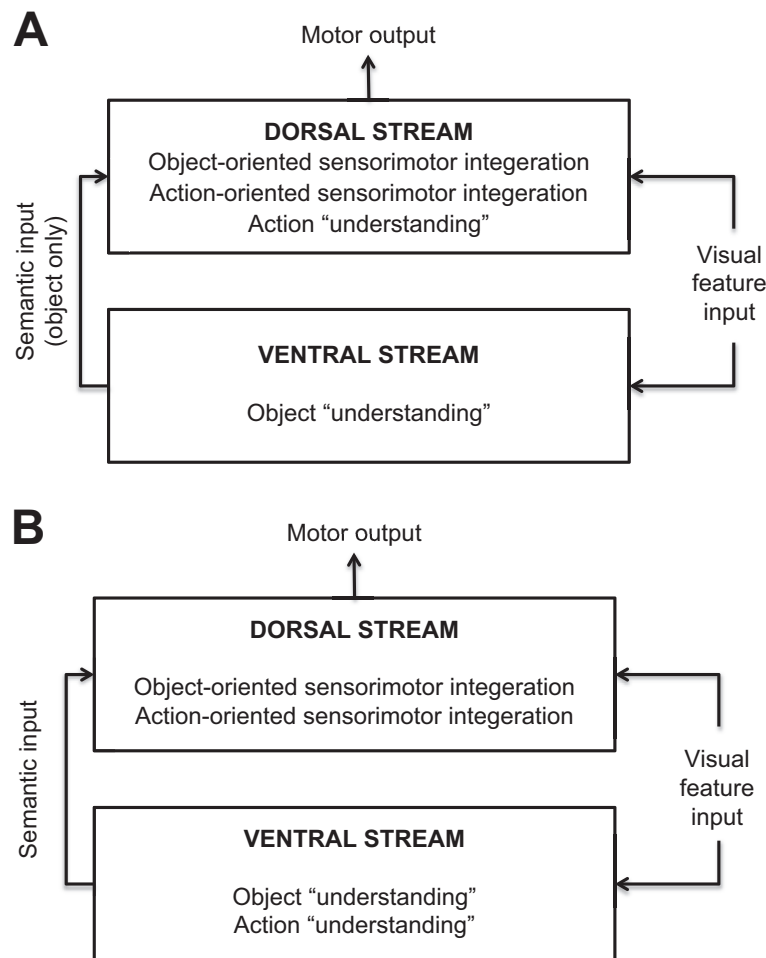 A
Motor output
DORSAL STREAM
Object-oriented sensorimotor integeration
Action-oriented sensorimotor integeration
Action “understanding”
Semantic input
(object only)
Visual
feature
input
VENTRAL STREAM
Object “understanding”
B
Motor output
DORSAL STREAM
Object-oriented sensorimotor integeration
Action-oriented sensorimotor integeration
Semantic input
Visual
feature
input
VENTRAL STREAM
Object “understanding”
Action “understanding”